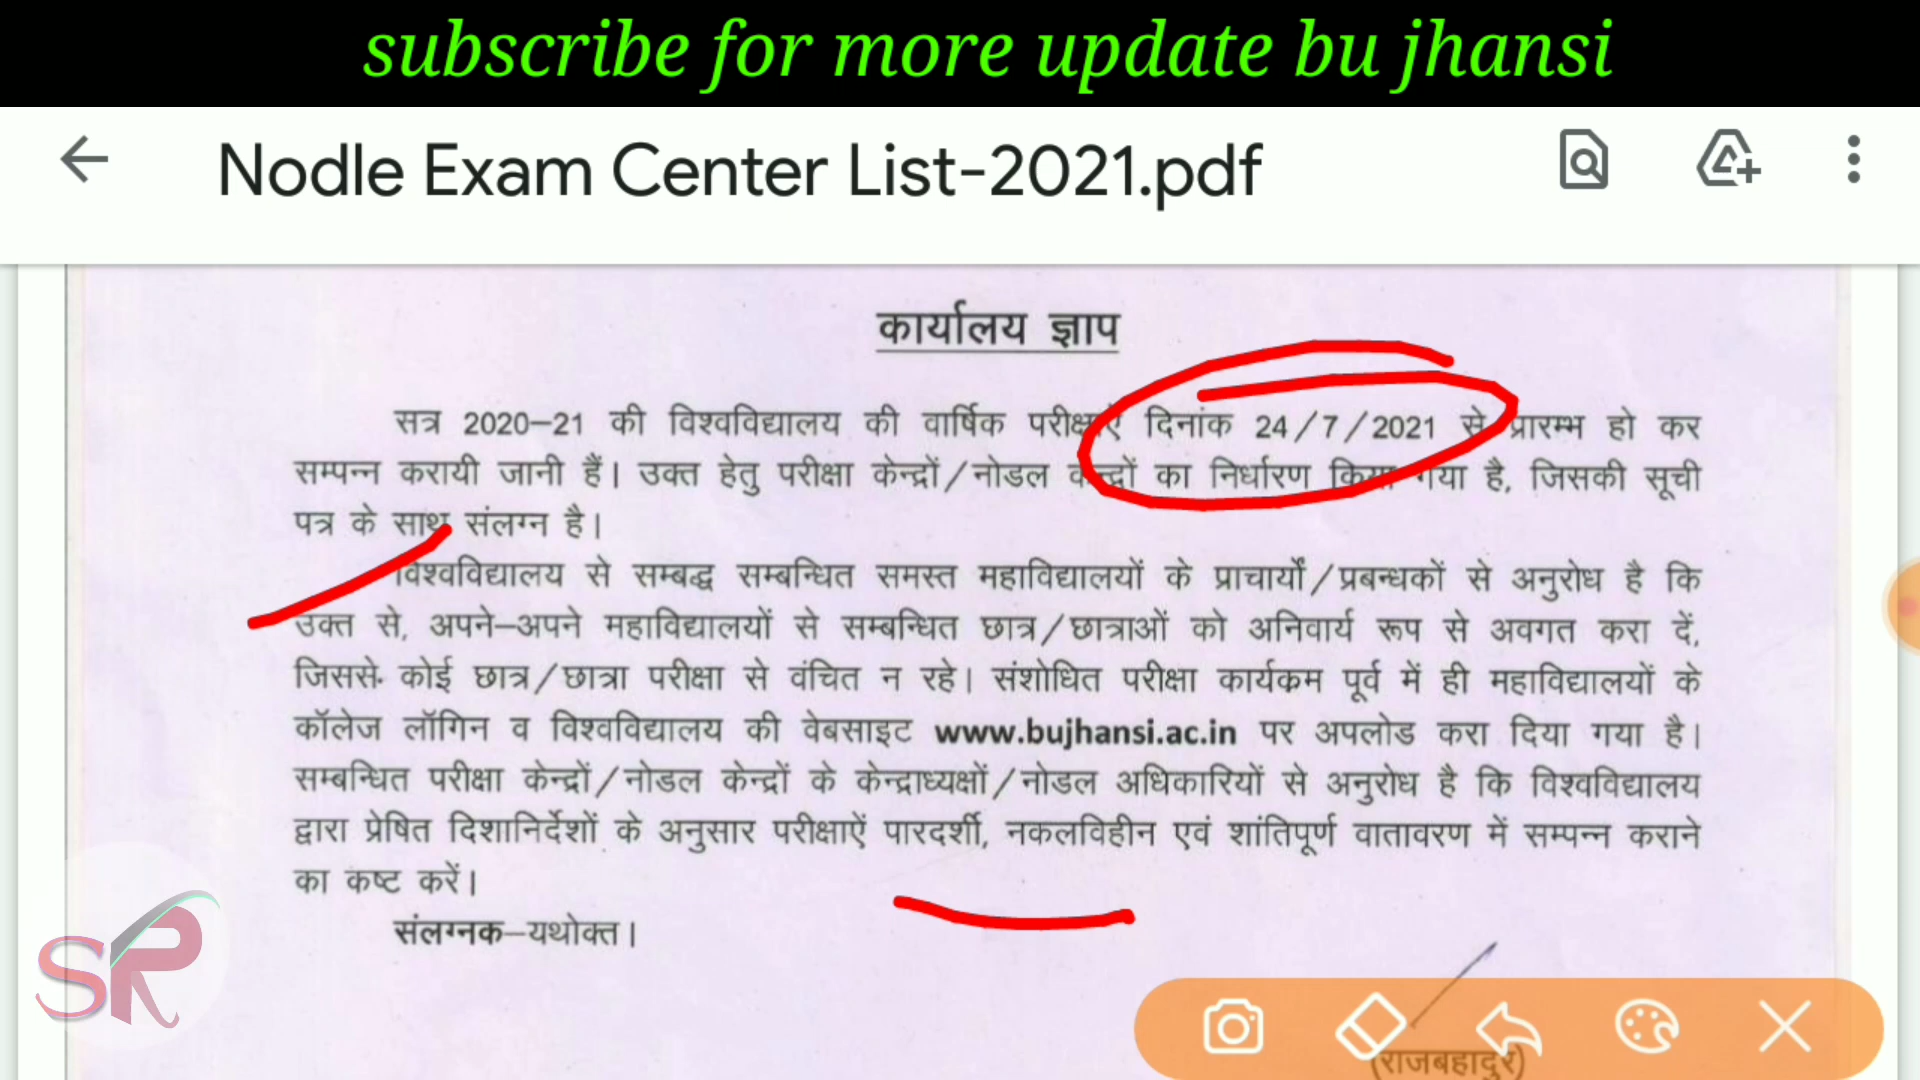 subscribe for more update bu jhansi
Nodle Exam Center List-2021.pdf
कार्यालय ज्ञाप
सत्र 2020–21 की विश्वविद्यालय की वार्षिक परीक्षाऐं दिनांक 24/7/2021 से प्रारम्भ हो कर
सम्पन्न करायी जानी हैं। उक्त हेतु परीक्षा केन्द्रों/नोडल केन्द्रों का निर्धारण किया गया है, जिसकी सूची
पत्र के साथ संलग्न है।
विश्वविद्यालय से सम्बद्ध सम्बन्धित समस्त महाविद्यालयों के प्राचार्यों/प्रबन्धकों से अनुरोध है कि
उक्त से, अपने–अपने महाविद्यालयों से सम्बन्धित छात्र/छात्राओं को अनिवार्य रूप से अवगत करा दें,
जिससे कोई छात्र/छात्रा परीक्षा से वंचित न रहे। संशोधित परीक्षा कार्यकम पूर्व में ही महाविद्यालयों के
कॉलेज लॉगिन व विश्वविद्यालय की वेबसाइट www.bujhansi.ac.in पर अपलोड करा दिया गया है।
सम्बन्धित परीक्षा केन्द्रों/नोडल केन्द्रों के केन्द्राध्यक्षों/नोडल अधिकारियों से अनुरोध है कि विश्वविद्यालय
द्वारा प्रेषित दिशानिर्देशों के अनुसार परीक्षाऐं पारदर्शी, नकलविहीन एवं शांतिपूर्ण वातावरण में सम्पन्न कराने
का कष्ट करें।
संलग्नक–यथोक्त।
SR
(राजबहादुर)